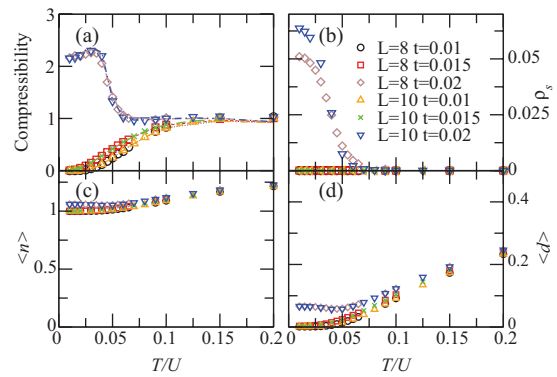 (a)
(b)
Compressibility
3
2
1
0
L=8 t=0.01
L=8 t=0.015
L=8 t=0.02
L=10 t=0.01
L=10 t=0.015
L=10 t=0.02
0.05
0.025
0
ρs
(c)
(d)
<n>
1
0.5
0
0.4
0.2
0
<d>
0 0.05 0.1 0.15 0.2
0 0.05 0.1 0.15 0.2
T/U
T/U